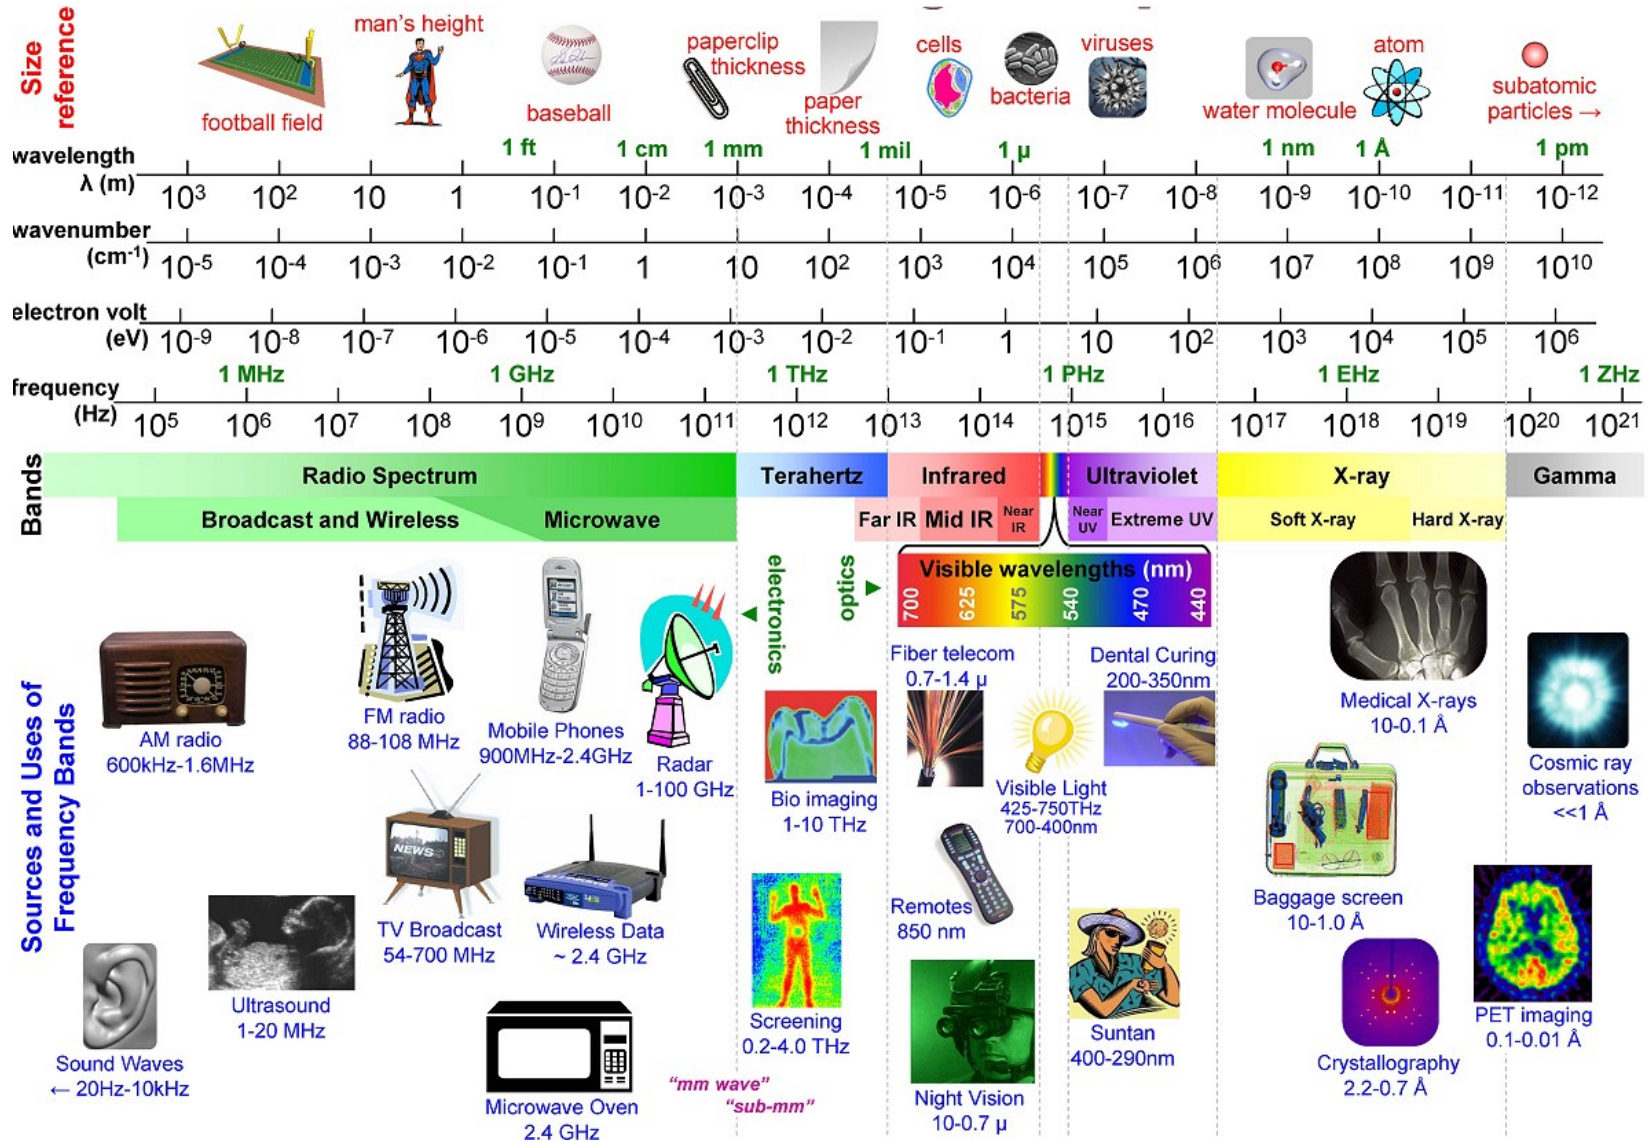 Size
reference
football field
man's height
baseball
paperclip
thickness
paper
thickness
cells
bacteria
viruses
water molecule
atom
subatomic
particles →
1 ft
1 cm
1 mm
1 mil
1 µ
1 nm
1 Å
1 pm
wavelength
λ (m)
10³ 10² 10 1 10⁻¹ 10⁻² 10⁻³ 10⁻⁴ 10⁻⁵ 10⁻⁶ 10⁻⁷ 10⁻⁸ 10⁻⁹ 10⁻¹⁰ 10⁻¹¹ 10⁻¹²
wavenumber
(cm⁻¹)
10⁻⁵ 10⁻⁴ 10⁻³ 10⁻² 10⁻¹ 1 10 10² 10³ 10⁴ 10⁵ 10⁶ 10⁷ 10⁸ 10⁹ 10¹⁰
electron volt
(eV)
10⁻⁹ 10⁻⁸ 10⁻⁷ 10⁻⁶ 10⁻⁵ 10⁻⁴ 10⁻³ 10⁻² 10⁻¹ 1 10 10² 10³ 10⁴ 10⁵ 10⁶
1 MHz 1 GHz 1 THz 1 PHz 1 EHz 1 ZHz
frequency
(Hz)
10⁵ 10⁶ 10⁷ 10⁸ 10⁹ 10¹⁰ 10¹¹ 10¹² 10¹³ 10¹⁴ 10¹⁵ 10¹⁶ 10¹⁷ 10¹⁸ 10¹⁹ 10²⁰ 10²¹
Bands
Radio Spectrum
Terahertz
Infrared
Ultraviolet
X-ray
Gamma
Broadcast and Wireless
Microwave
Far IR
Mid IR
Near
IR
Near
UV
Extreme UV
Soft X-ray
Hard X-ray
electronics
optics
Visible wavelengths (nm)
700 625 575 540 470 440
Sources and Uses of
Frequency Bands
AM radio
600kHz-1.6MHz
FM radio
88-108 MHz
Mobile Phones
900MHz-2.4GHz
Radar
1-100 GHz
Bio imaging
1-10 THz
Fiber telecom
0.7-1.4 µ
Visible Light
425-750THz
700-400nm
Dental Curing
200-350nm
Medical X-rays
10-0.1 Å
Cosmic ray
observations
<<1 Å
Sound Waves
← 20Hz-10kHz
Ultrasound
1-20 MHz
NEWS
TV Broadcast
54-700 MHz
Wireless Data
~ 2.4 GHz
Microwave Oven
2.4 GHz
"mm wave"
"sub-mm"
Screening
0.2-4.0 THz
Remotes
850 nm
Night Vision
10-0.7 µ
Suntan
400-290nm
Baggage screen
10-1.0 Å
Crystallography
2.2-0.7 Å
PET imaging
0.1-0.01 Å